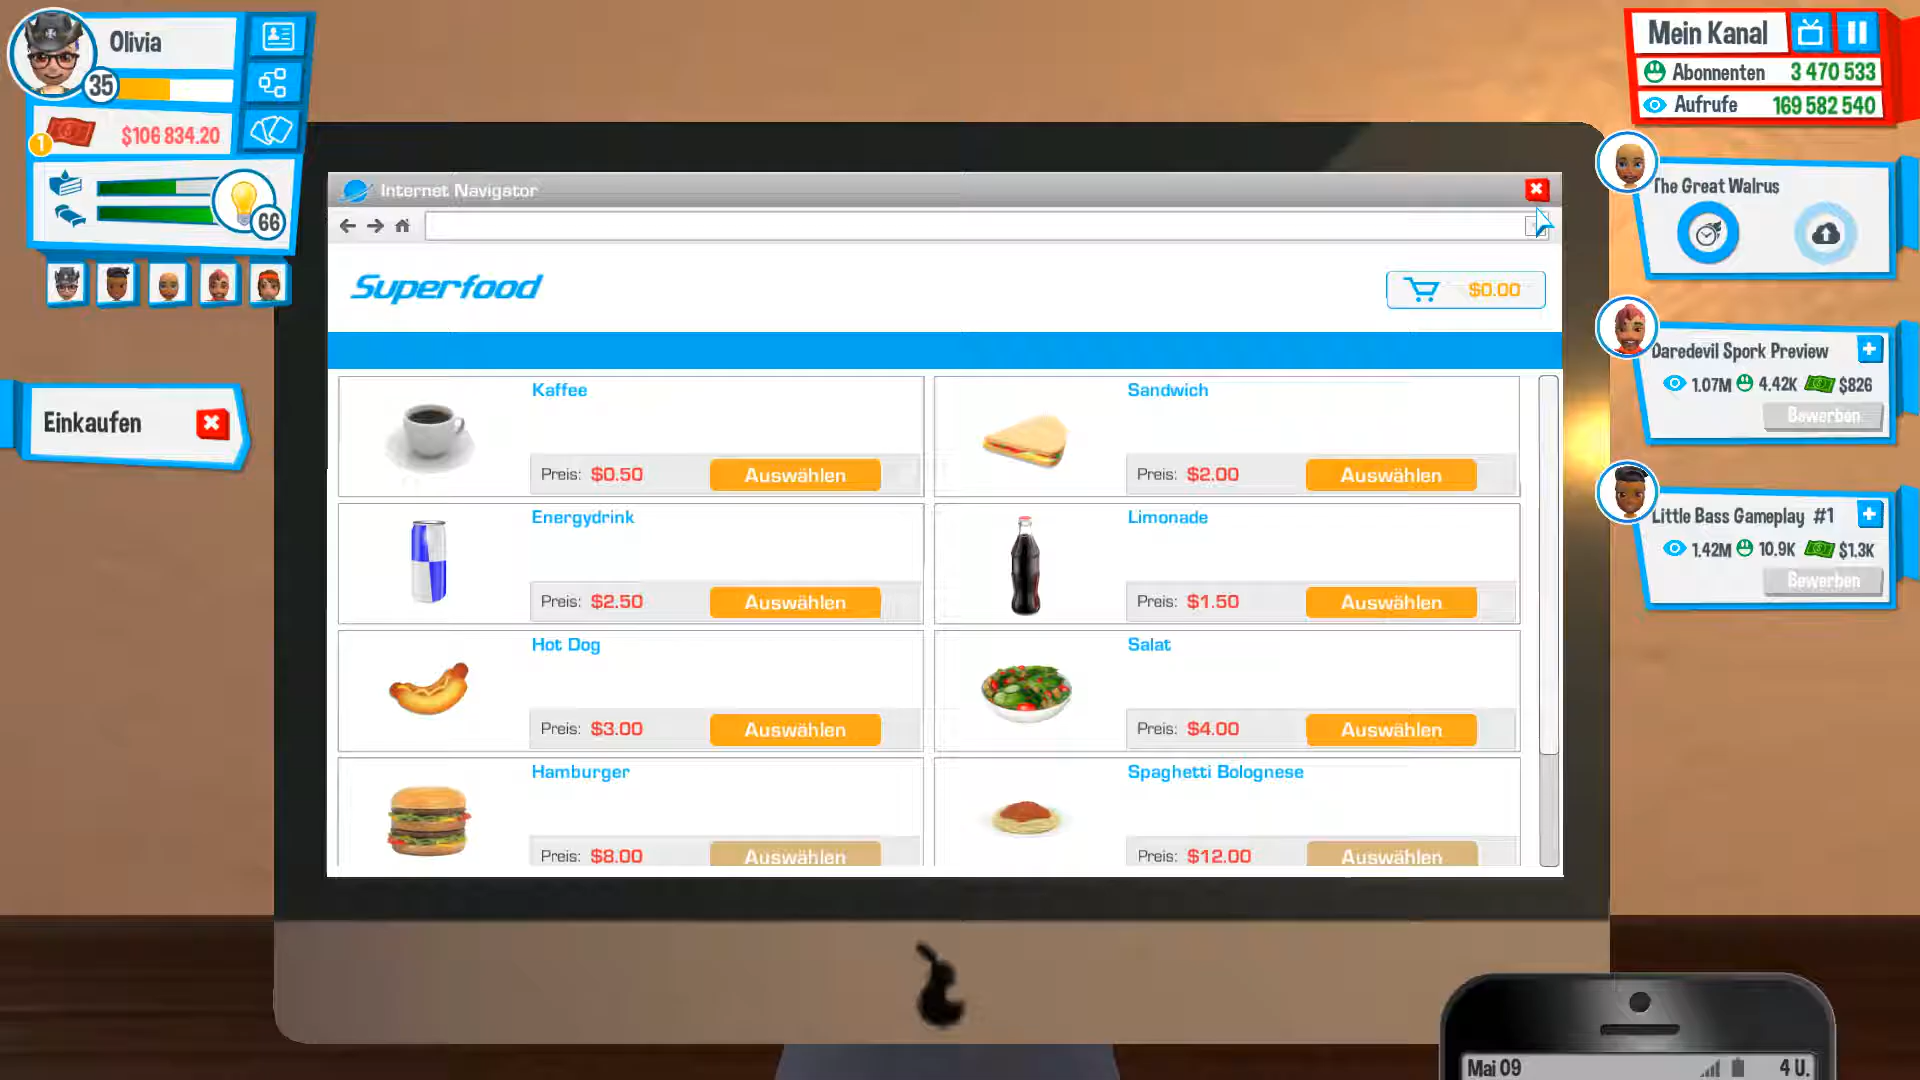 Olivia
35
1
$106 834.20
66
Einkaufen
Internet Navigator
Superfood
$0.00
Kaffee
Preis: $0.50
Auswählen
Sandwich
Preis: $2.00
Auswählen
Energydrink
Preis: $2.50
Auswählen
Limonade
Preis: $1.50
Auswählen
Hot Dog
Preis: $3.00
Auswählen
Salat
Preis: $4.00
Auswählen
Hamburger
Preis: $8.00
Auswählen
Spaghetti Bolognese
Preis: $12.00
Auswählen
Mein Kanal
Abonnenten 3 470 533
Aufrufe 169 582 540
The Great Walrus
Daredevil Spork Preview
1.07M 4.42K $826
Bewerben
Little Bass Gameplay #1
1.42M 10.9K $1.3K
Bewerben
Mai 09
4 U.